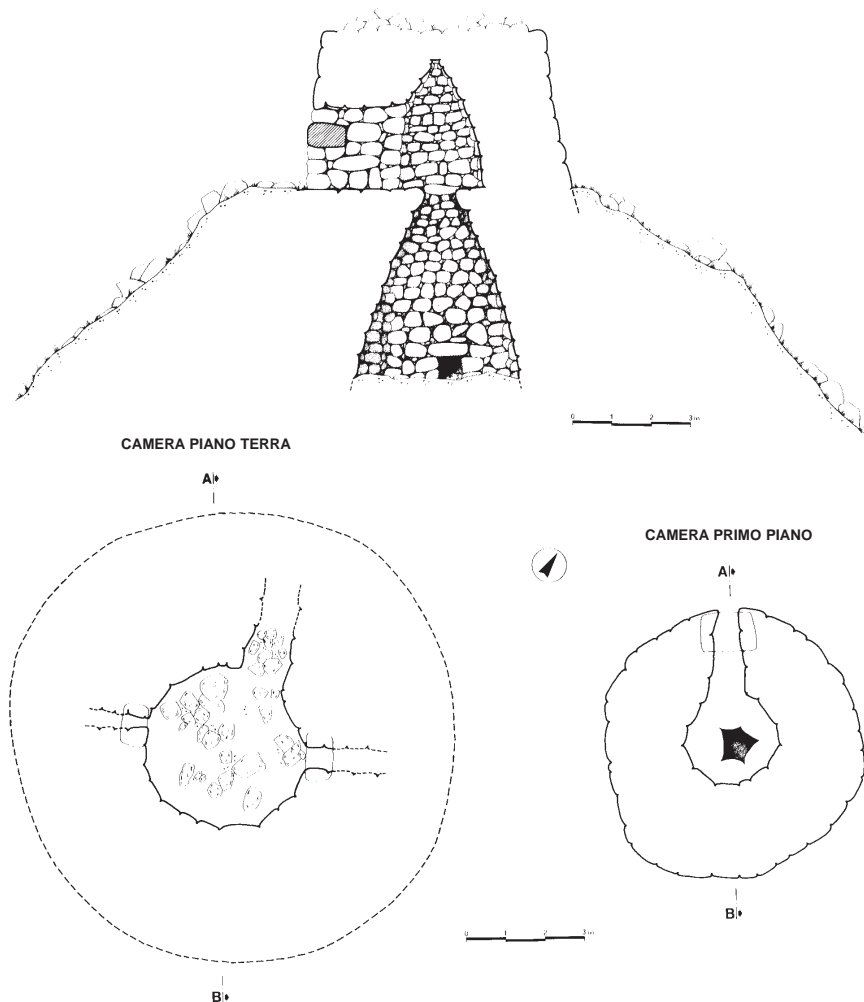 0 1 2 3 m
CAMERA PIANO TERRA
A
CAMERA PRIMO PIANO
A
B
0 1 2 3 m
B